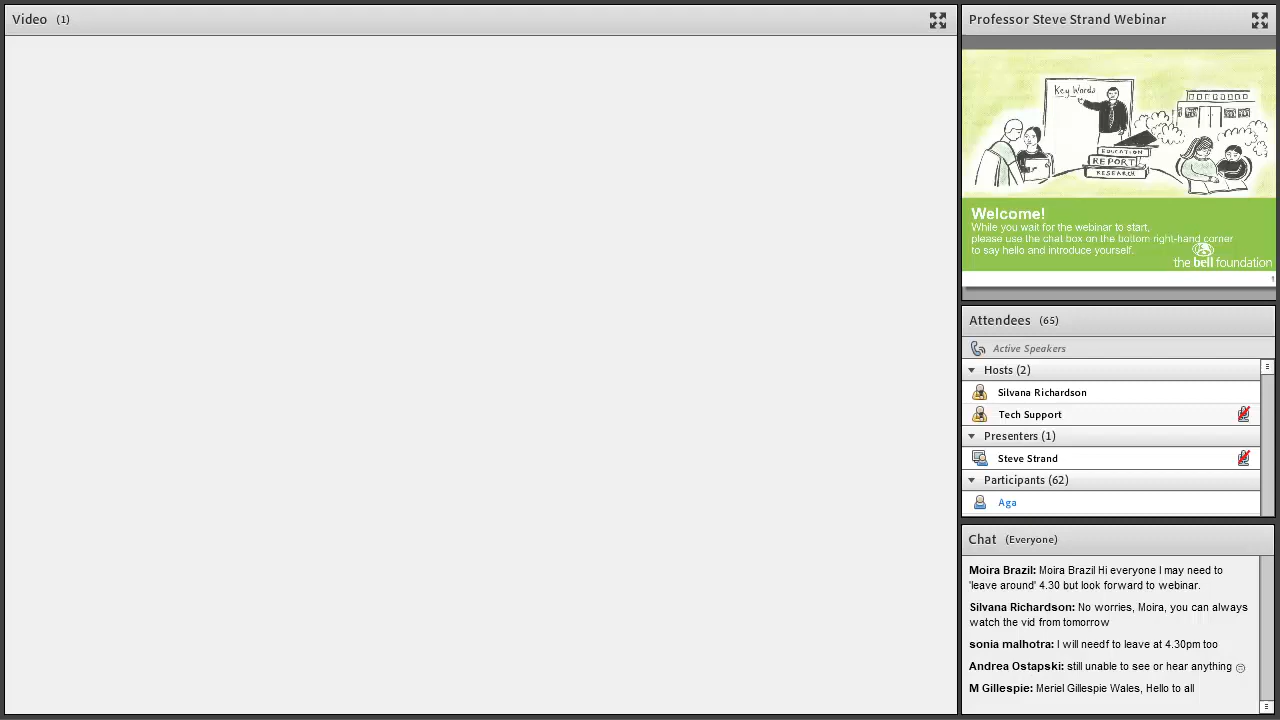 Video (1)
Professor Steve Strand Webinar
Key Words
EDUCATION
REPORT
RESEARCH
Welcome!
While you wait for the webinar to start,
please use the chat box on the bottom right-hand corner
to say hello and introduce yourself.
the bell foundation
1
Attendees (65)
Active Speakers
Hosts (2)
Silvana Richardson
Tech Support
Presenters (1)
Steve Strand
Participants (62)
Aga
Chat (Everyone)
Moira Brazil: Moira Brazil Hi everyone I may need to
'leave around' 4.30 but look forward to webinar.
Silvana Richardson: No worries, Moira, you can always
watch the vid from tomorrow
sonia malhotra: I will needf to leave at 4.30pm too
Andrea Ostapski: still unable to see or hear anything
M Gillespie: Meriel Gillespie Wales, Hello to all